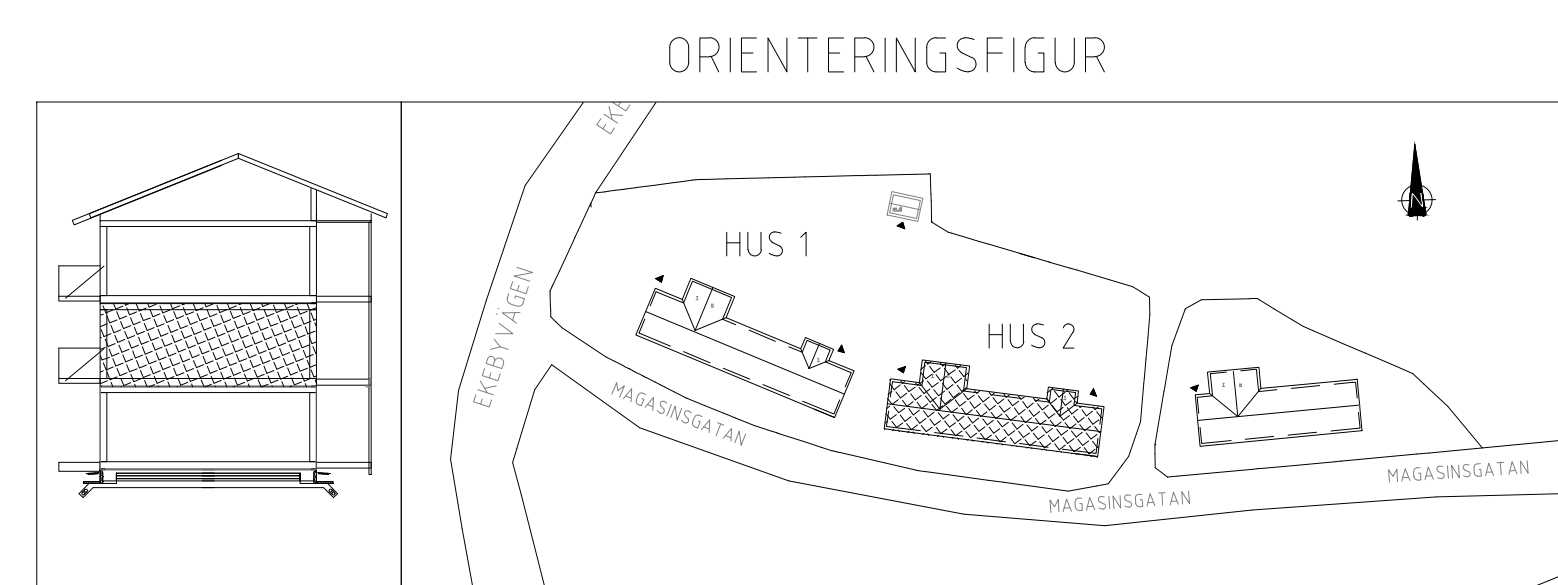 ORIENTERINGSFIGUR
EKE
N
HUS 1
EKEBYVÄGEN
HUS 2
MAGASINSGATAN
MAGASINSGATAN
MAGASINSGATAN